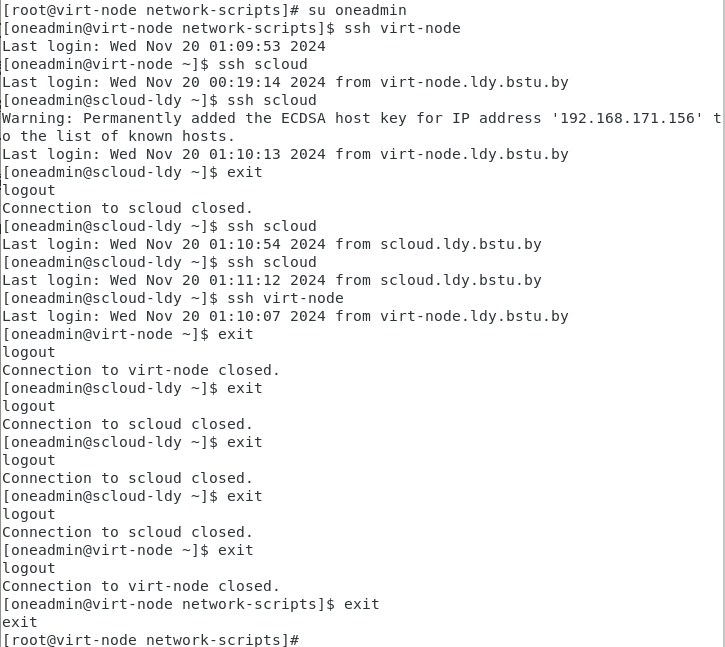 [root@virt-node network-scripts]# su oneadmin
[oneadmin@virt-node network-scripts]$ ssh virt-node
Last login: Wed Nov 20 01:09:53 2024
[oneadmin@virt-node ~]$ ssh scloud
Last login: Wed Nov 20 00:19:14 2024 from virt-node.ldy.bstu.by
[oneadmin@scloud-ldy ~]$ ssh scloud
Warning: Permanently added the ECDSA host key for IP address '192.168.171.156' t
o the list of known hosts.
Last login: Wed Nov 20 01:10:13 2024 from virt-node.ldy.bstu.by
[oneadmin@scloud-ldy ~]$ exit
logout
Connection to scloud closed.
[oneadmin@scloud-ldy ~]$ ssh scloud
Last login: Wed Nov 20 01:10:54 2024 from scloud.ldy.bstu.by
[oneadmin@scloud-ldy ~]$ ssh scloud
Last login: Wed Nov 20 01:11:12 2024 from scloud.ldy.bstu.by
[oneadmin@scloud-ldy ~]$ ssh virt-node
Last login: Wed Nov 20 01:10:07 2024 from virt-node.ldy.bstu.by
[oneadmin@virt-node ~]$ exit
logout
Connection to virt-node closed.
[oneadmin@scloud-ldy ~]$ exit
logout
Connection to scloud closed.
[oneadmin@scloud-ldy ~]$ exit
logout
Connection to scloud closed.
[oneadmin@scloud-ldy ~]$ exit
logout
Connection to scloud closed.
[oneadmin@virt-node ~]$ exit
logout
Connection to virt-node closed.
[oneadmin@virt-node network-scripts]$ exit
exit
[root@virt-node network-scripts]#